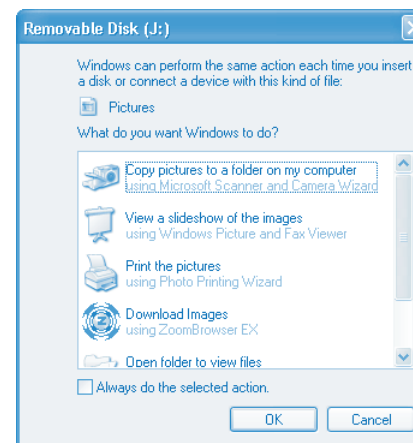 Removable Disk (J:)
Windows can perform the same action each time you insert
a disk or connect a device with this kind of file:
Pictures
What do you want Windows to do?
Copy pictures to a folder on my computer
using Microsoft Scanner and Camera Wizard
View a slideshow of the images
using Windows Picture and Fax Viewer
Print the pictures
using Photo Printing Wizard
Download Images
using ZoomBrowser EX
Open folder to view files
Always do the selected action.
OK Cancel